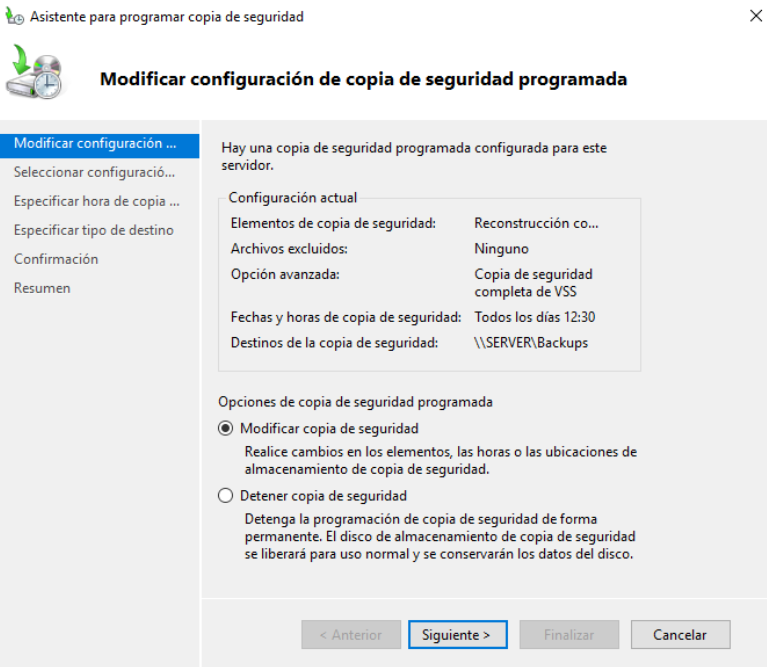 Asistente para programar copia de seguridad
Modificar configuración de copia de seguridad programada
Modificar configuración ...
Seleccionar configuració...
Especificar hora de copia ...
Especificar tipo de destino
Confirmación
Resumen
Hay una copia de seguridad programada configurada para este
servidor.
Configuración actual
Elementos de copia de seguridad: Reconstrucción co...
Archivos excluidos: Ninguno
Opción avanzada: Copia de seguridad
completa de VSS
Fechas y horas de copia de seguridad: Todos los días 12:30
Destinos de la copia de seguridad: \\SERVER\Backups
Opciones de copia de seguridad programada
Modificar copia de seguridad
Realice cambios en los elementos, las horas o las ubicaciones de
almacenamiento de copia de seguridad.
Detener copia de seguridad
Detenga la programación de copia de seguridad de forma
permanente. El disco de almacenamiento de copia de seguridad
se liberará para uso normal y se conservarán los datos del disco.
< Anterior Siguiente > Finalizar Cancelar